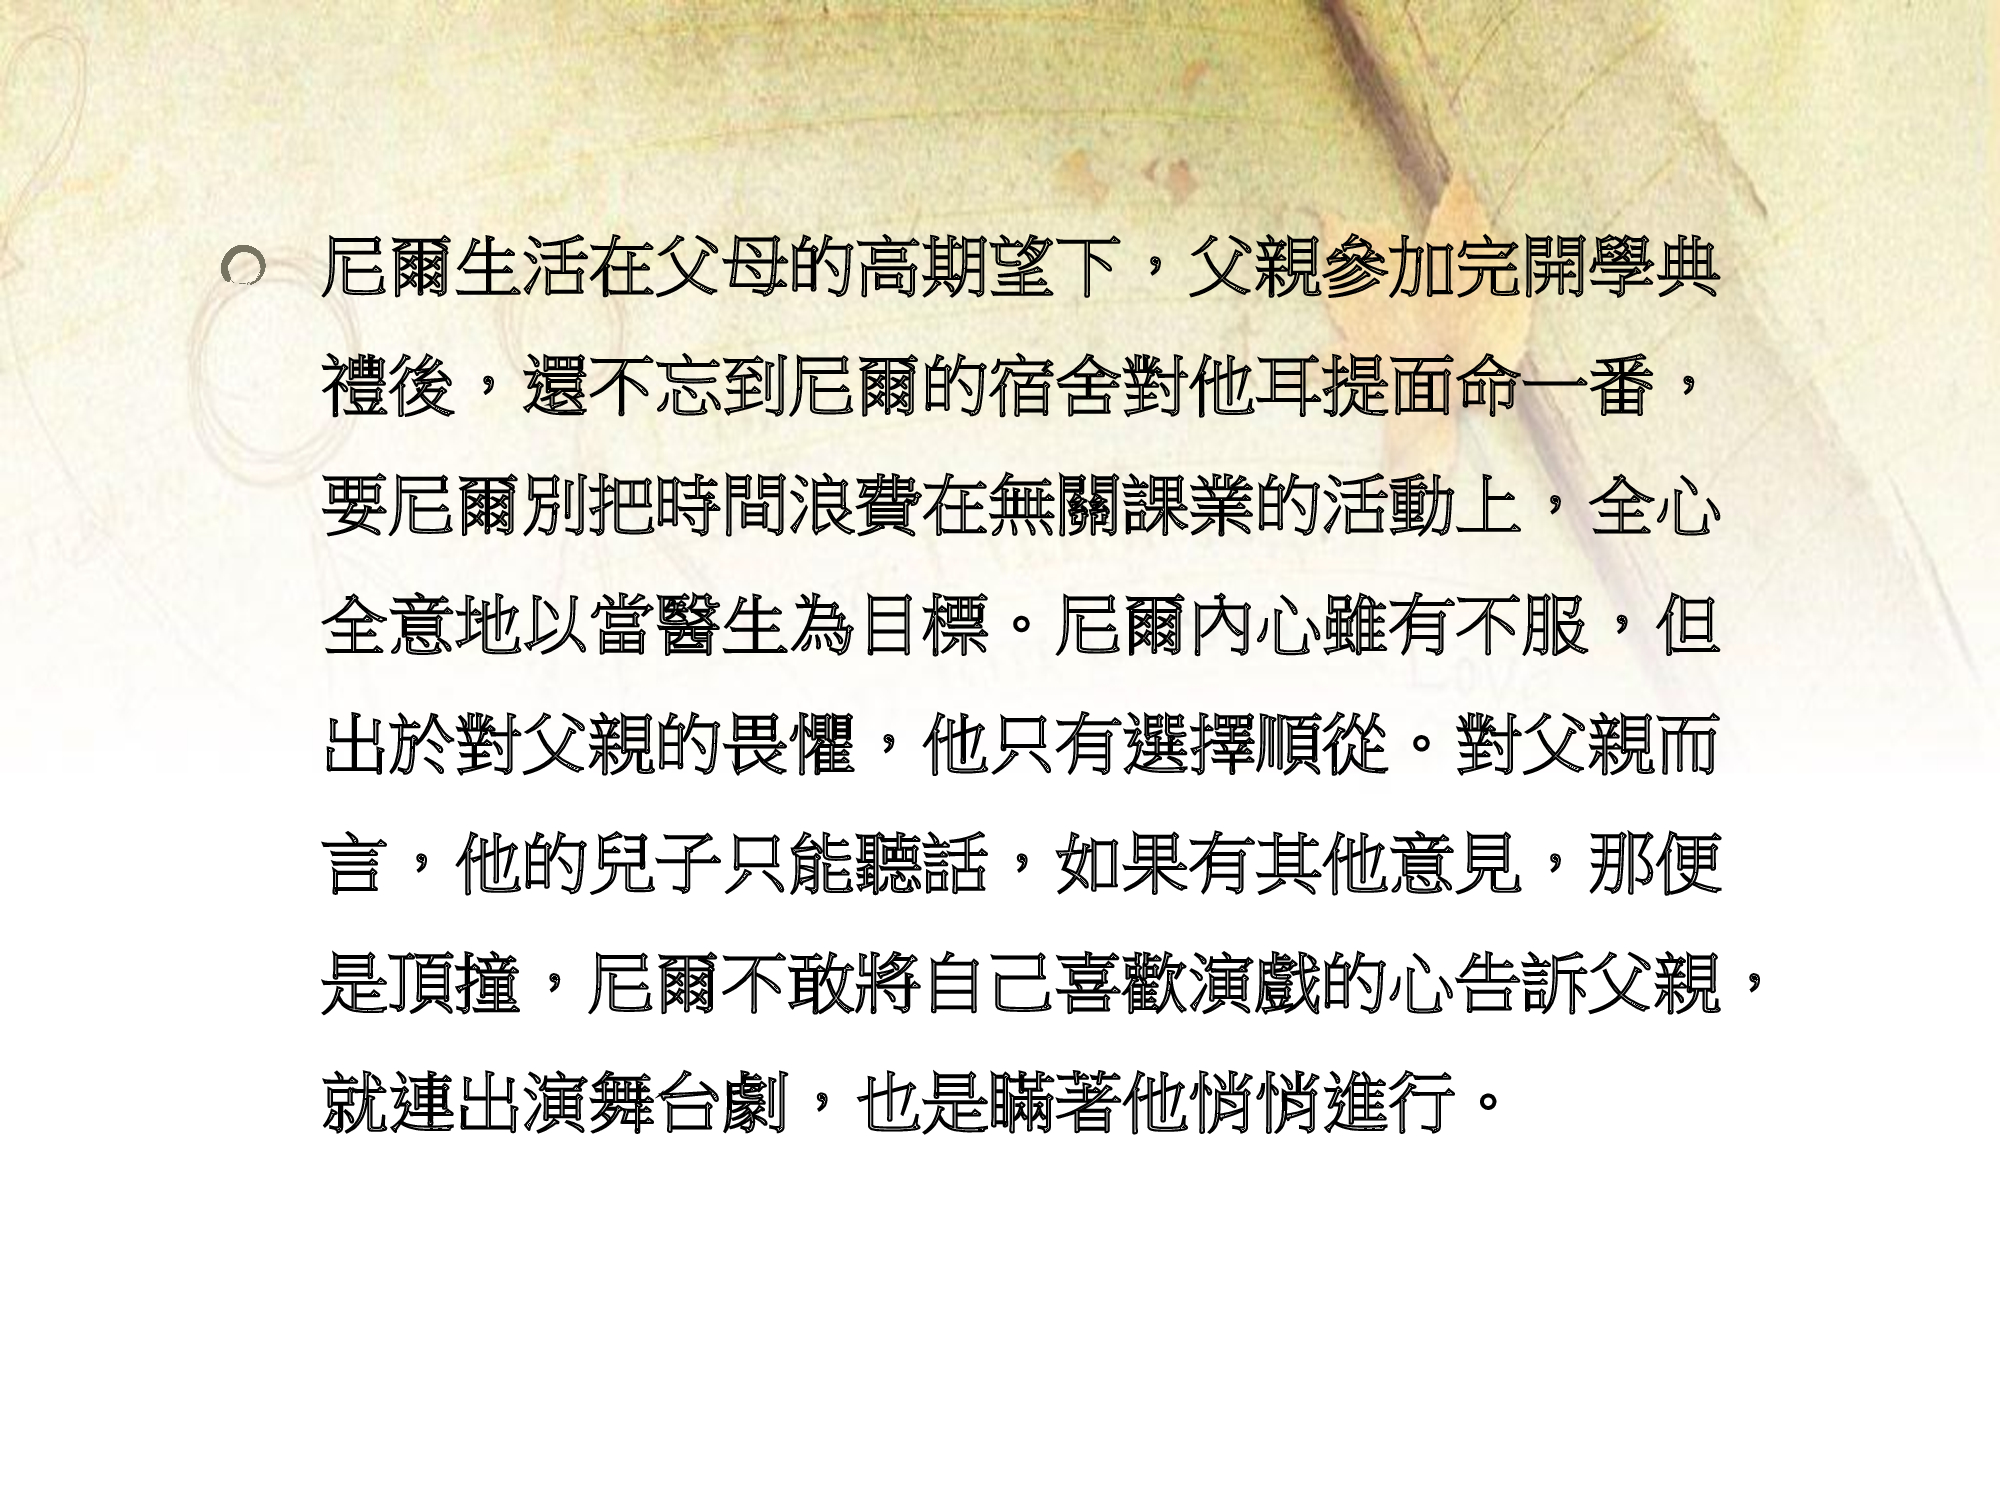 尼爾生活在父母的高期望下，父親參加完開學典
禮後，還不忘到尼爾的宿舍對他耳提面命一番，
要尼爾別把時間浪費在無關課業的活動上，全心
全意地以當醫生為目標。尼爾內心雖有不服，但
出於對父親的畏懼，他只有選擇順從。對父親而
言，他的兒子只能聽話，如果有其他意見，那便
是頂撞，尼爾不敢將自己喜歡演戲的心告訴父親，
就連出演舞台劇，也是瞞著他悄悄進行。
Love